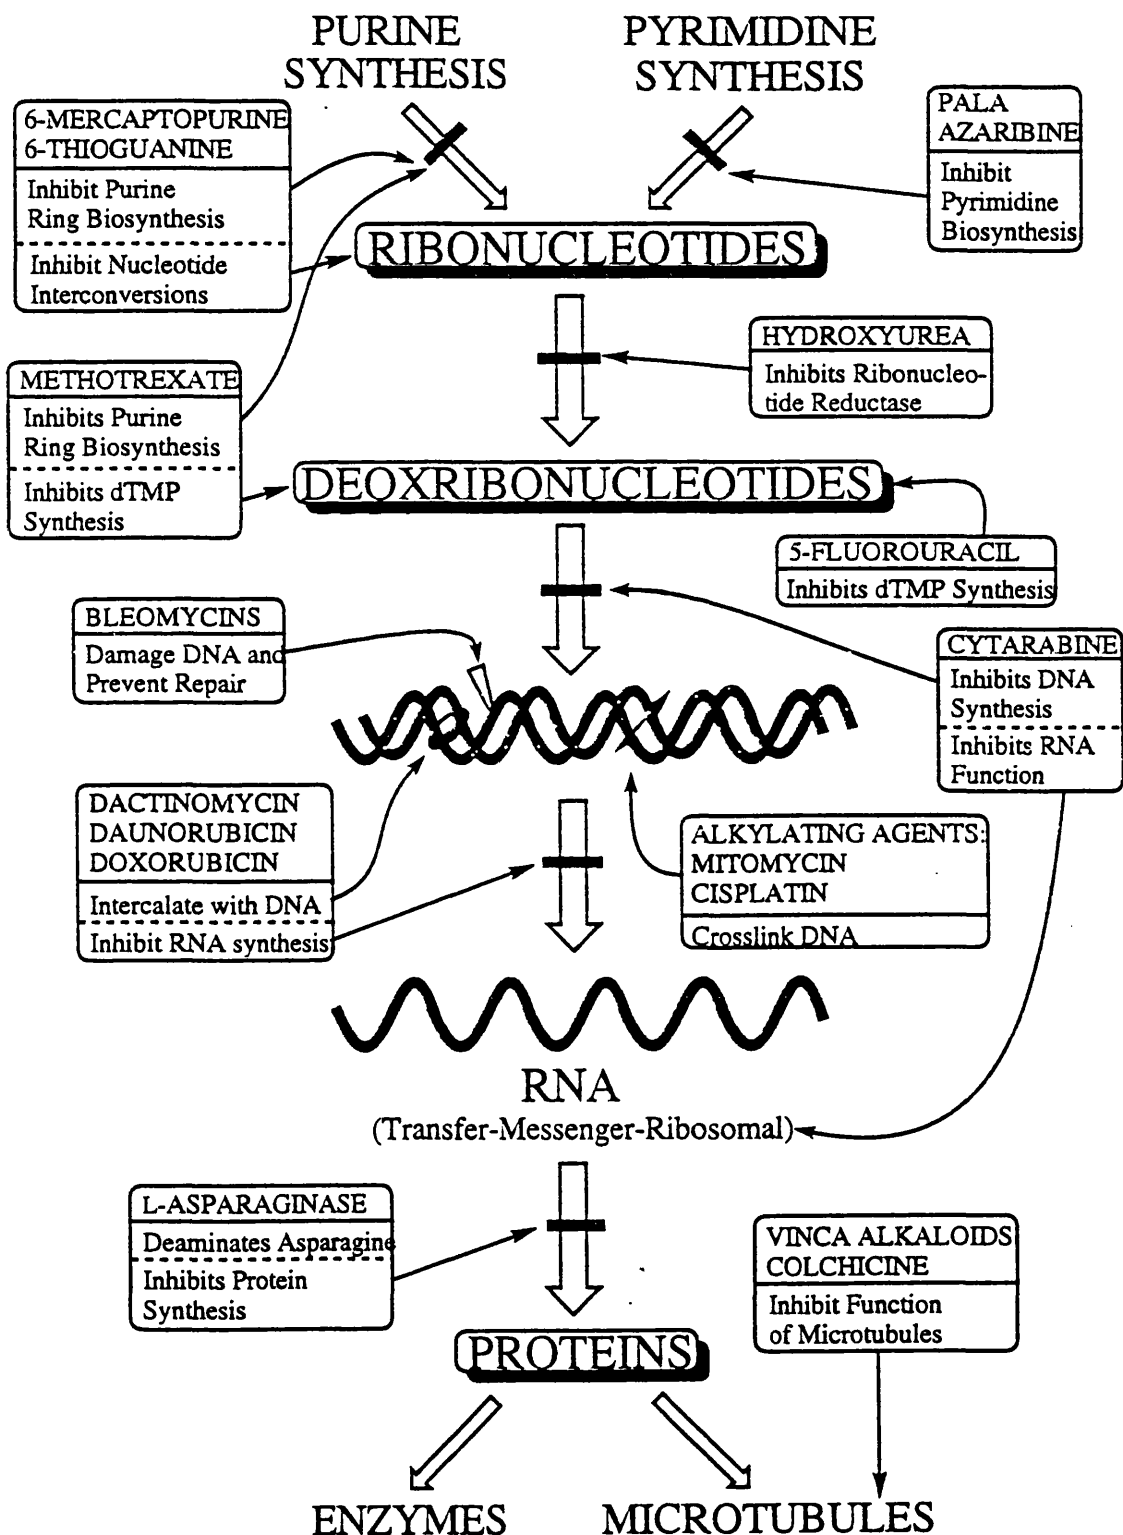 PURINE
SYNTHESIS
PYRIMIDINE
SYNTHESIS
6-MERCAPTOPURINE
6-THIOGUANINE
Inhibit Purine
Ring Biosynthesis
Inhibit Nucleotide
Interconversions
PALA
AZARIBINE
Inhibit
Pyrimidine
Biosynthesis
RIBONUCLEOTIDES
HYDROXYUREA
Inhibits Ribonucleo-
tide Reductase
METHOTREXATE
Inhibits Purine
Ring Biosynthesis
Inhibits dTMP
Synthesis
DEOXRIBONUCLEOTIDES
5-FLUOROURACIL
Inhibits dTMP Synthesis
BLEOMYCINS
Damage DNA and
Prevent Repair
CYTARABINE
Inhibits DNA
Synthesis
Inhibits RNA
Function
DACTINOMYCIN
DAUNORUBICIN
DOXORUBICIN
Intercalate with DNA
Inhibit RNA synthesis
ALKYLATING AGENTS:
MITOMYCIN
CISPLATIN
Crosslink DNA
RNA
(Transfer-Messenger-Ribosomal)
L-ASPARAGINASE
Deaminates Asparagine
Inhibits Protein
Synthesis
VINCA ALKALOIDS
COLCHICINE
Inhibit Function
of Microtubules
PROTEINS
ENZYMES
MICROTUBULES